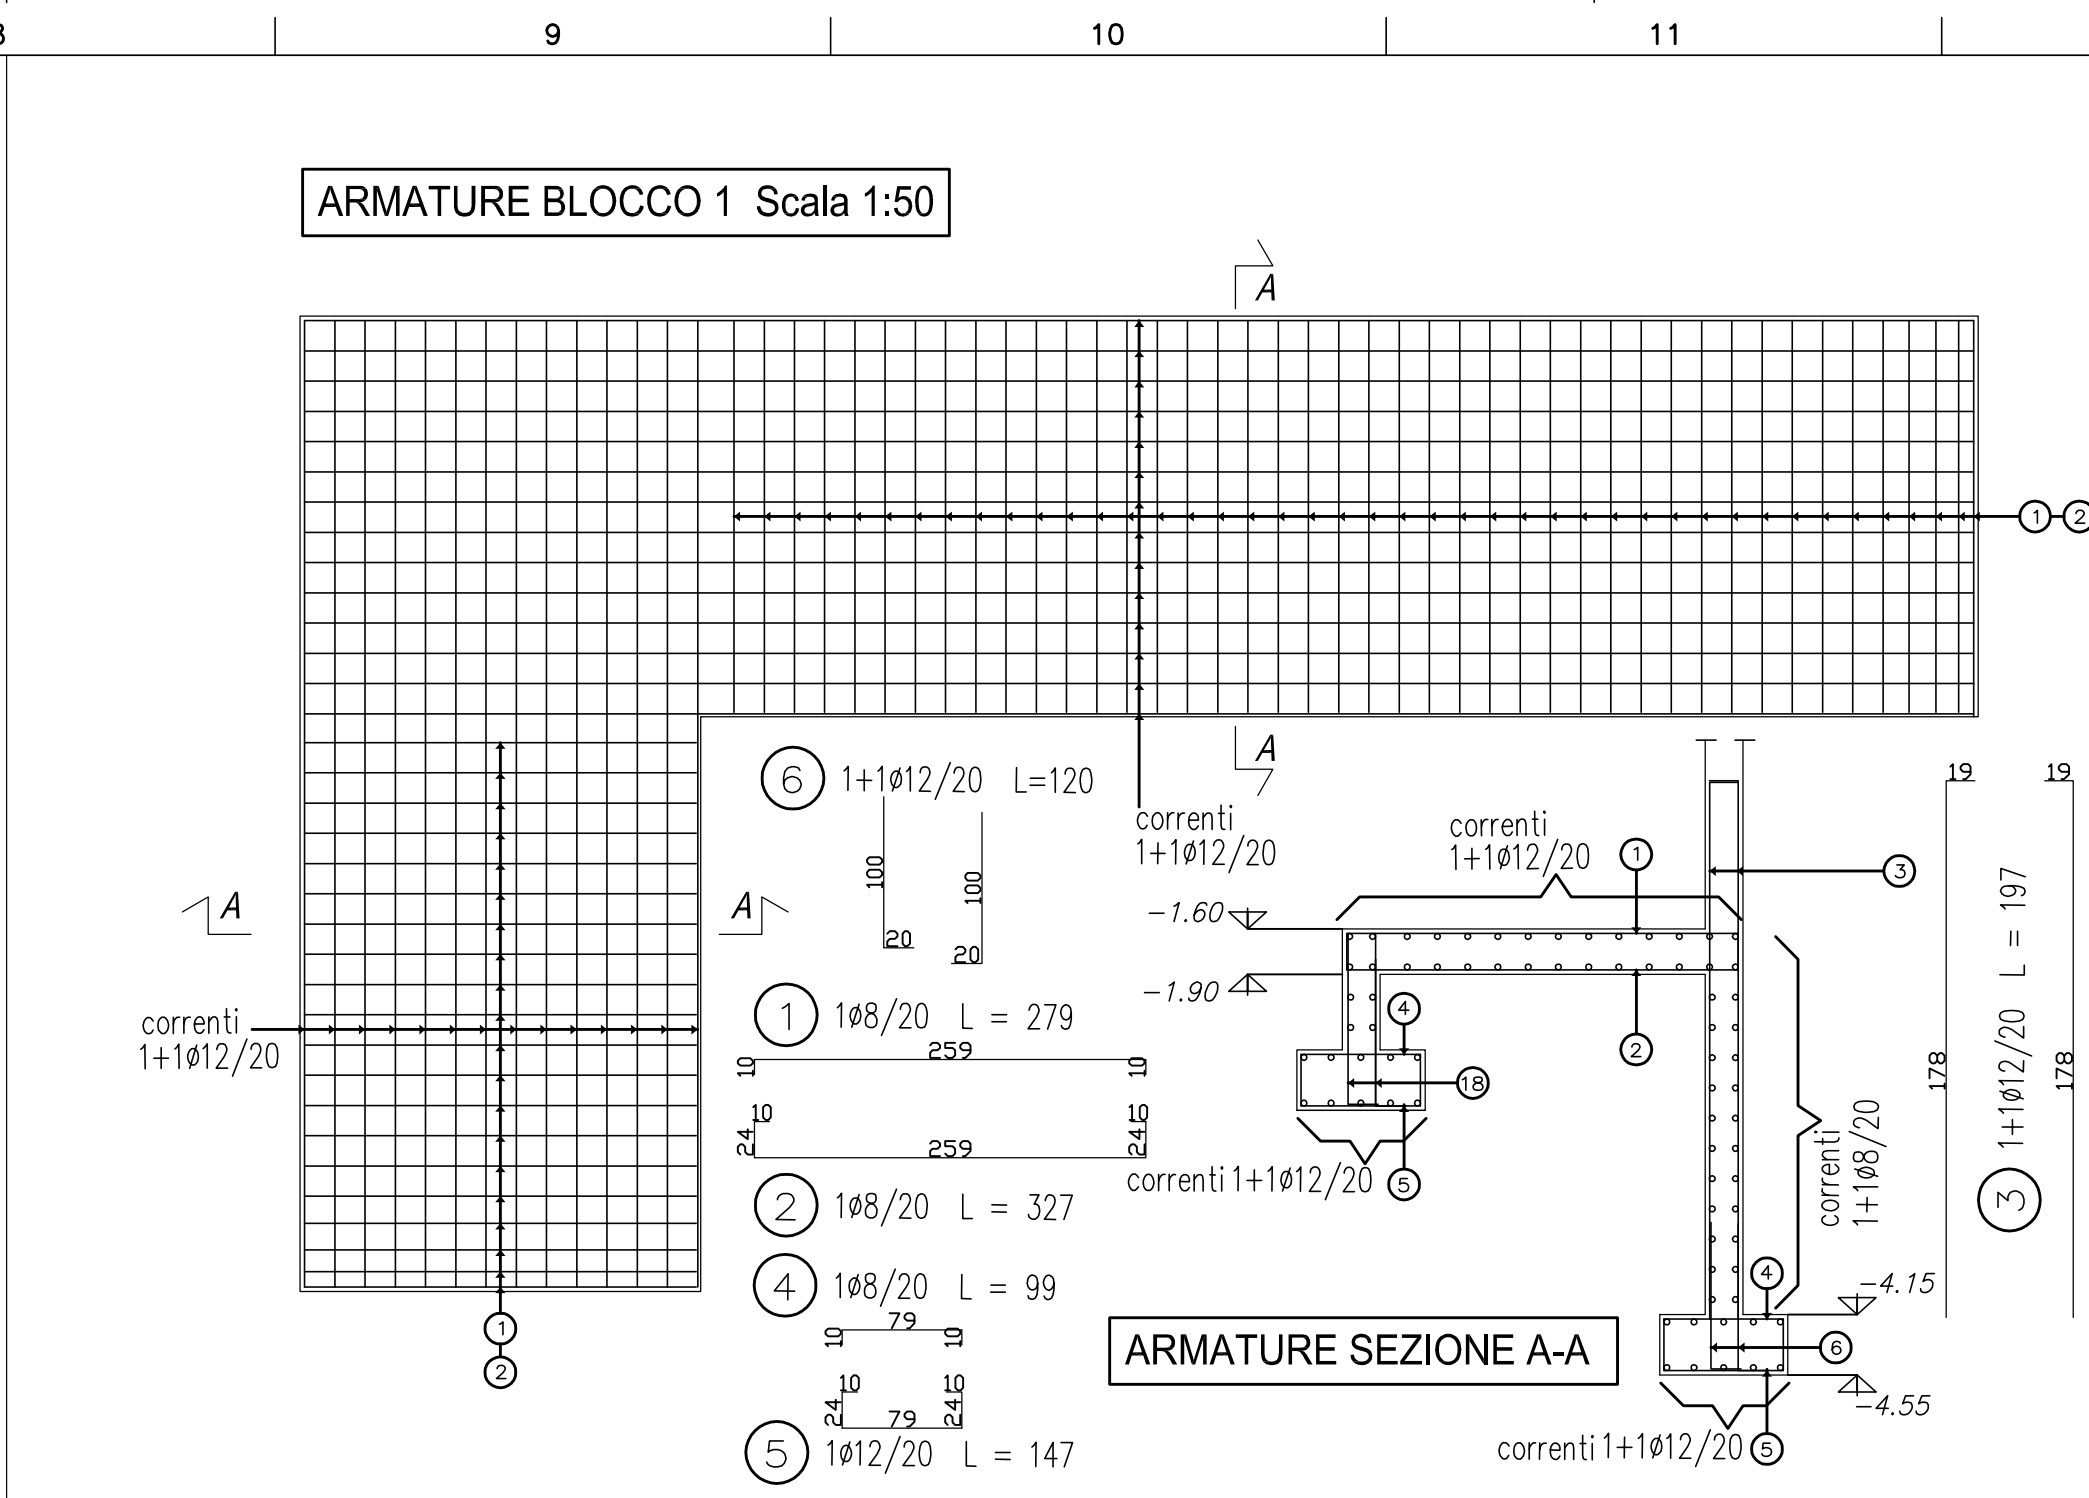 9
10
11
ARMATURE BLOCCO 1 Scala 1:50
A
1
2
A
6 1+1ø12/20 L=120
100
20
100
20
correnti
1+1ø12/20
A
A
correnti
1+1ø12/20
1
2
1 1ø8/20 L = 279
259
10
10
10
10
24
24
259
2 1ø8/20 L = 327
4 1ø8/20 L = 99
79
10
10
10
10
24
24
79
5 1ø12/20 L = 147
correnti
1+1ø12/20
1
3
-1.60
-1.90
4
2
18
correnti 1+1ø12/20
5
correnti
1+1ø8/20
4
-4.15
6
-4.55
correnti 1+1ø12/20
5
ARMATURE SEZIONE A-A
19
19
178
178
3 1+1ø12/20 L = 197